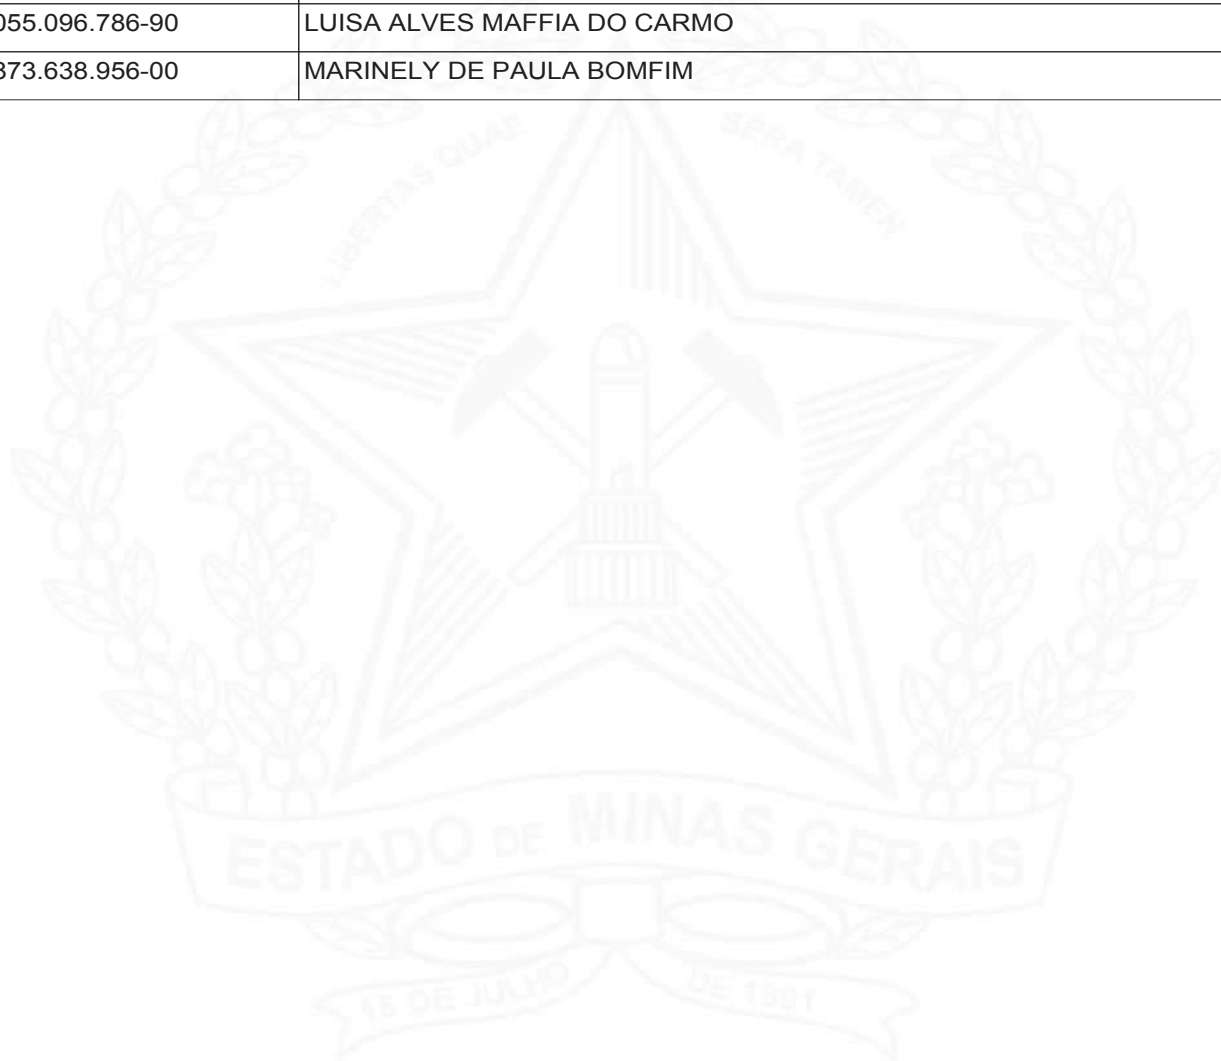 055.096.786-90 LUISA ALVES MAFFIA DO CARMO
873.638.956-00 MARINELY DE PAULA BOMFIM
LIBERTAS QUAE SERA TAMEN
ESTADO DE MINAS GERAIS
15 DE JULHO DE 1891